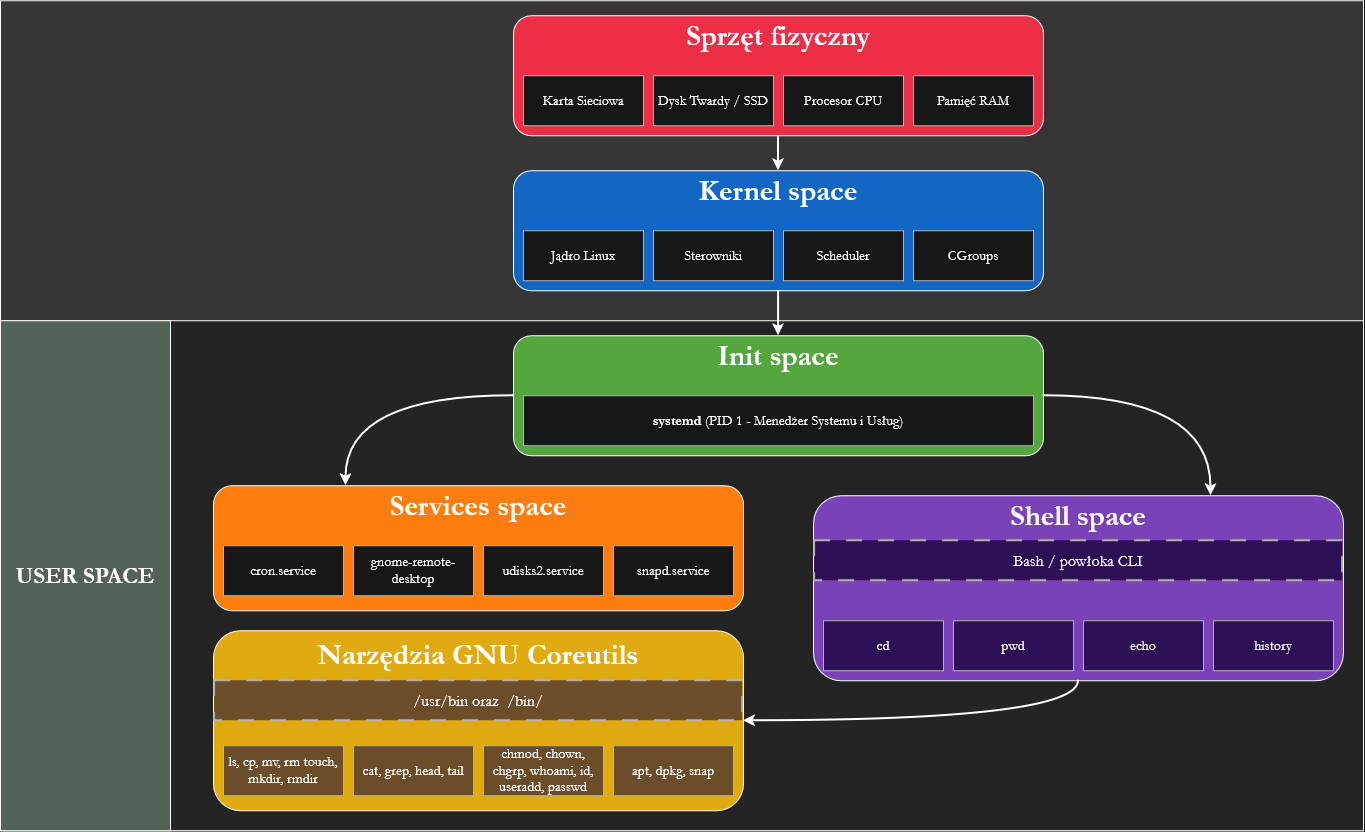 Sprzęt fizyczny
Karta Sieciowa
Dysk Twardy / SSD
Procesor CPU
Pamięć RAM
Kernel space
Jądro Linux
Sterowniki
Scheduler
CGroups
USER SPACE
Init space
systemd (PID 1 - Menedżer Systemu i Usług)
Services space
cron.service
gnome-remote-
desktop
udisks2.service
snapd.service
Shell space
Bash / powłoka CLI
cd
pwd
echo
history
Narzędzia GNU Coreutils
/usr/bin oraz /bin/
ls, cp, mv, rm touch,
mkdir, rmdir
cat, grep, head, tail
chmod, chown,
chgrp, whoami, id,
useradd, passwd
apt, dpkg, snap